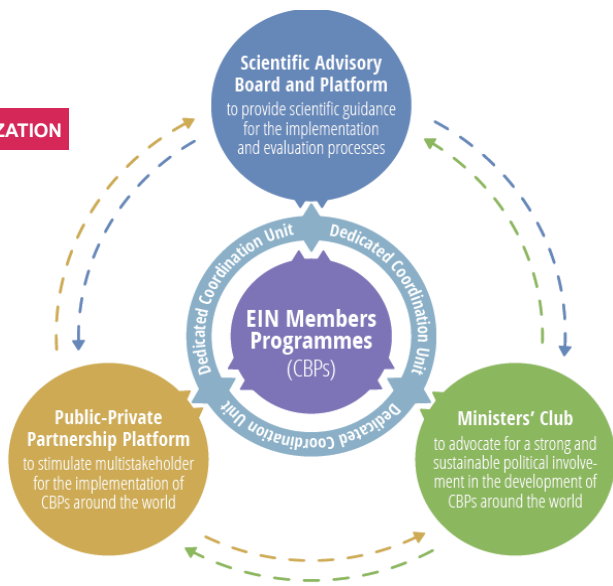 Scientific Advisory
Board and Platform
to provide scientific guidance
for the implementation
and evaluation processes
ZATION
Dedicated Coordination Unit
Dedicated Coordination Unit
EIN Members
Programmes
(CBPs)
Dedicated Coordination Unit
Dedicated Coordination Unit
Public-Private
Partnership Platform
to stimulate multistakeholder
for the implementation of
CBPs around the world
Ministers’ Club
to advocate for a strong and
sustainable political involve-
ment in the development of
CBPs around the world